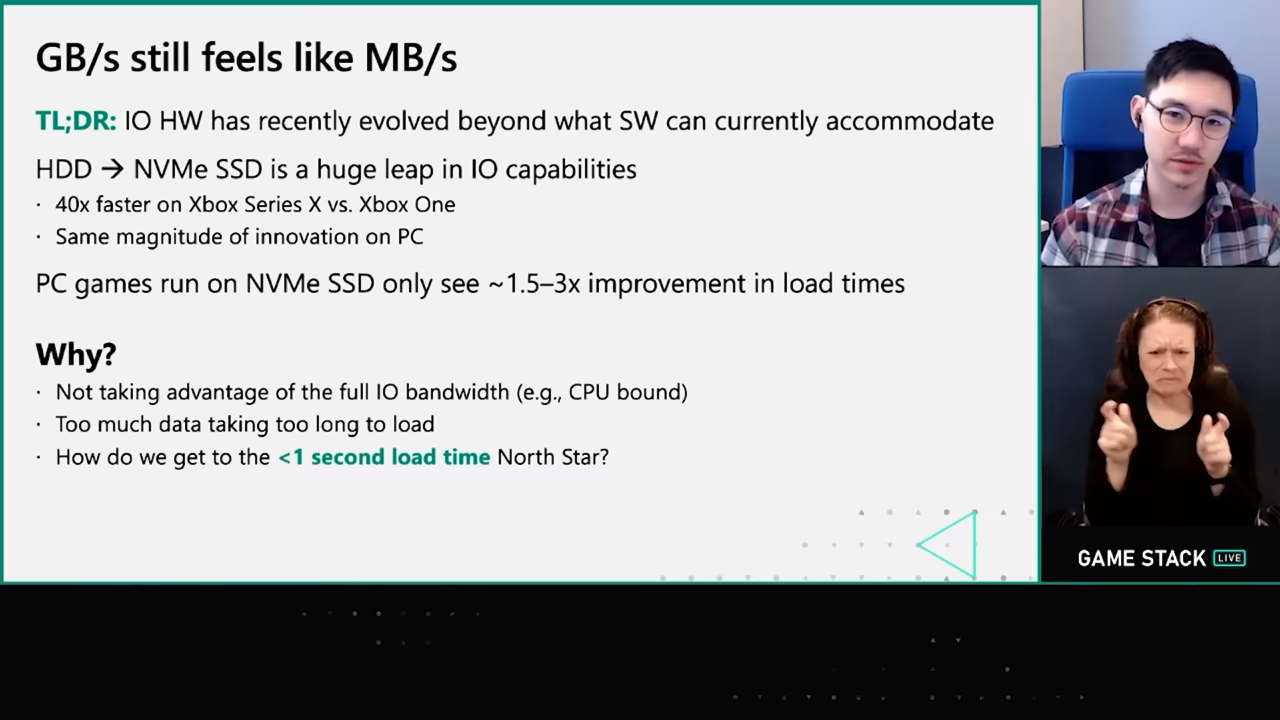 GB/s still feels like MB/s
TL;DR: IO HW has recently evolved beyond what SW can currently accommodate
HDD → NVMe SSD is a huge leap in IO capabilities
· 40x faster on Xbox Series X vs. Xbox One
· Same magnitude of innovation on PC
PC games run on NVMe SSD only see ~1.5–3x improvement in load times
Why?
· Not taking advantage of the full IO bandwidth (e.g., CPU bound)
· Too much data taking too long to load
· How do we get to the <1 second load time North Star?
GAME STACK LIVE